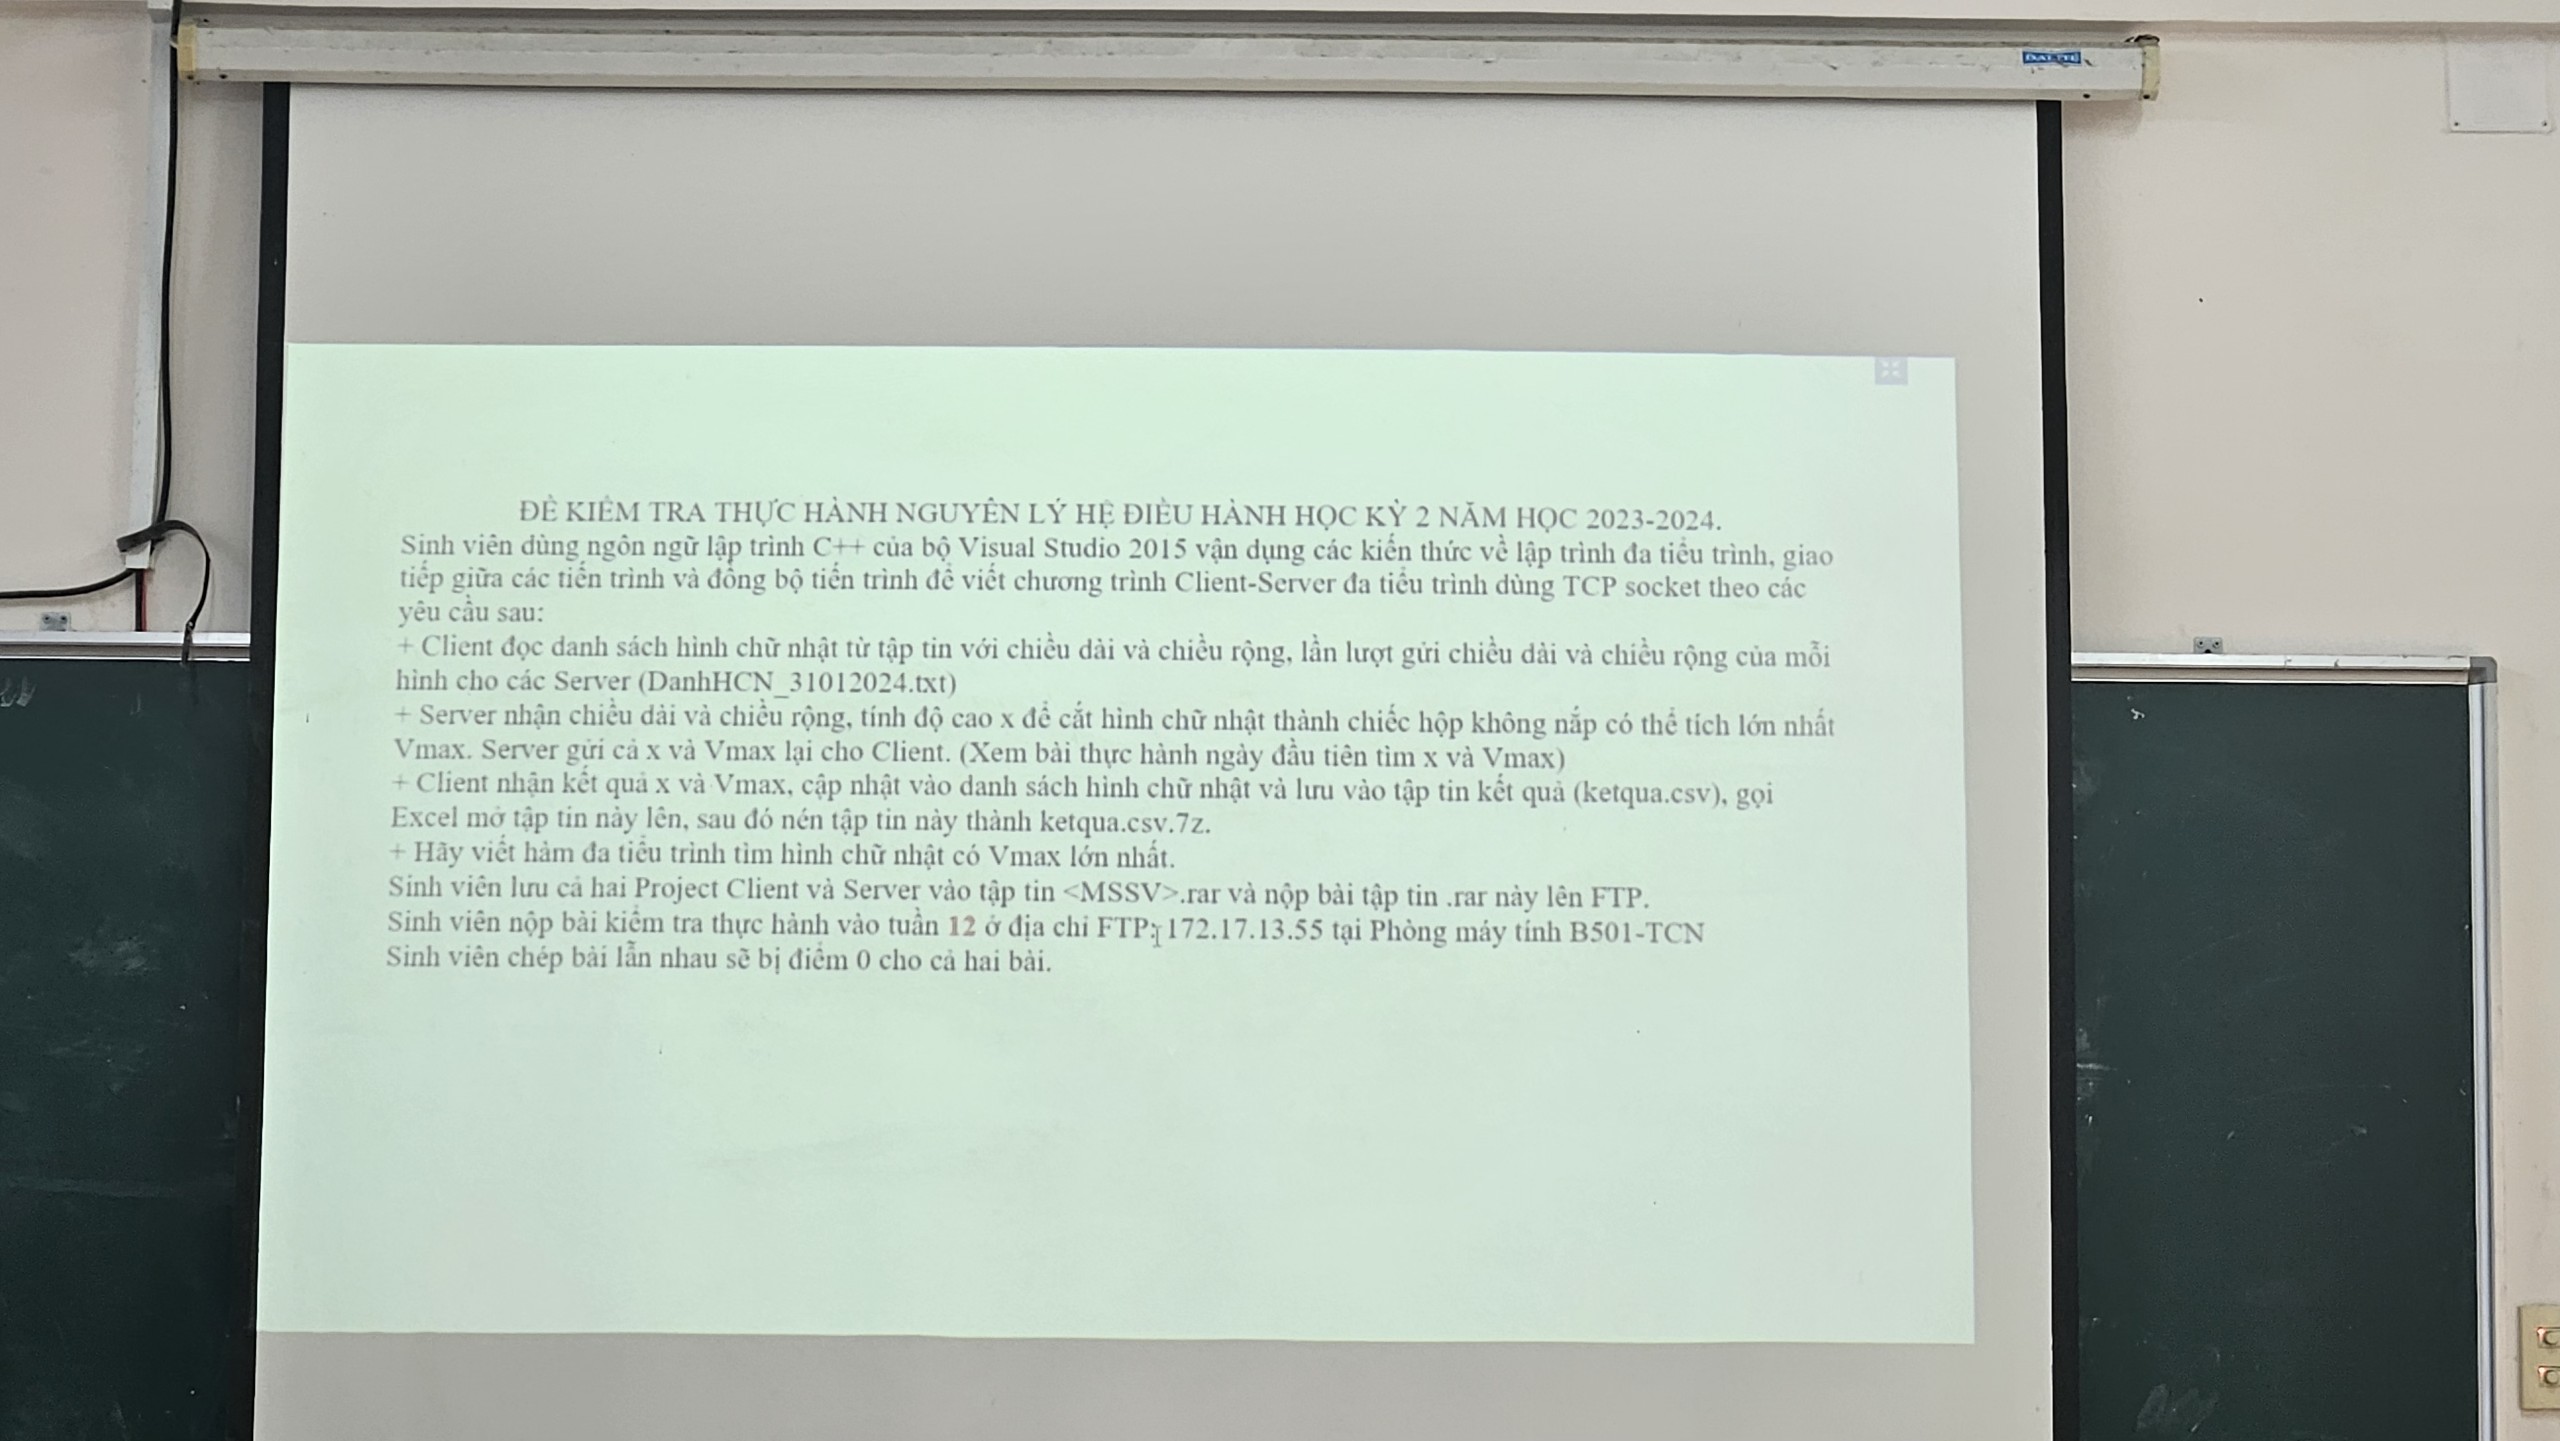 DALITE
ĐỀ KIỂM TRA THỰC HÀNH NGUYÊN LÝ HỆ ĐIỀU HÀNH HỌC KỲ 2 NĂM HỌC 2023-2024.
Sinh viên dùng ngôn ngữ lập trình C++ của bộ Visual Studio 2015 vận dụng các kiến thức về lập trình đa tiểu trình, giao
tiếp giữa các tiến trình và đồng bộ tiến trình để viết chương trình Client-Server đa tiểu trình dùng TCP socket theo các
yêu cầu sau:
+ Client đọc danh sách hình chữ nhật từ tập tin với chiều dài và chiều rộng, lần lượt gửi chiều dài và chiều rộng của mỗi
hình cho các Server (DanhHCN_31012024.txt)
+ Server nhận chiều dài và chiều rộng, tính độ cao x để cắt hình chữ nhật thành chiếc hộp không nắp có thể tích lớn nhất
Vmax. Server gửi cả x và Vmax lại cho Client. (Xem bài thực hành ngày đầu tiên tìm x và Vmax)
+ Client nhận kết quả x và Vmax, cập nhật vào danh sách hình chữ nhật và lưu vào tập tin kết quả (ketqua.csv), gọi
Excel mở tập tin này lên, sau đó nén tập tin này thành ketqua.csv.7z.
+ Hãy viết hàm đa tiểu trình tìm hình chữ nhật có Vmax lớn nhất.
Sinh viên lưu cả hai Project Client và Server vào tập tin <MSSV>.rar và nộp bài tập tin .rar này lên FTP.
Sinh viên nộp bài kiểm tra thực hành vào tuần 12 ở địa chỉ FTP: 172.17.13.55 tại Phòng máy tính B501-TCN
Sinh viên chép bài lẫn nhau sẽ bị điểm 0 cho cả hai bài.